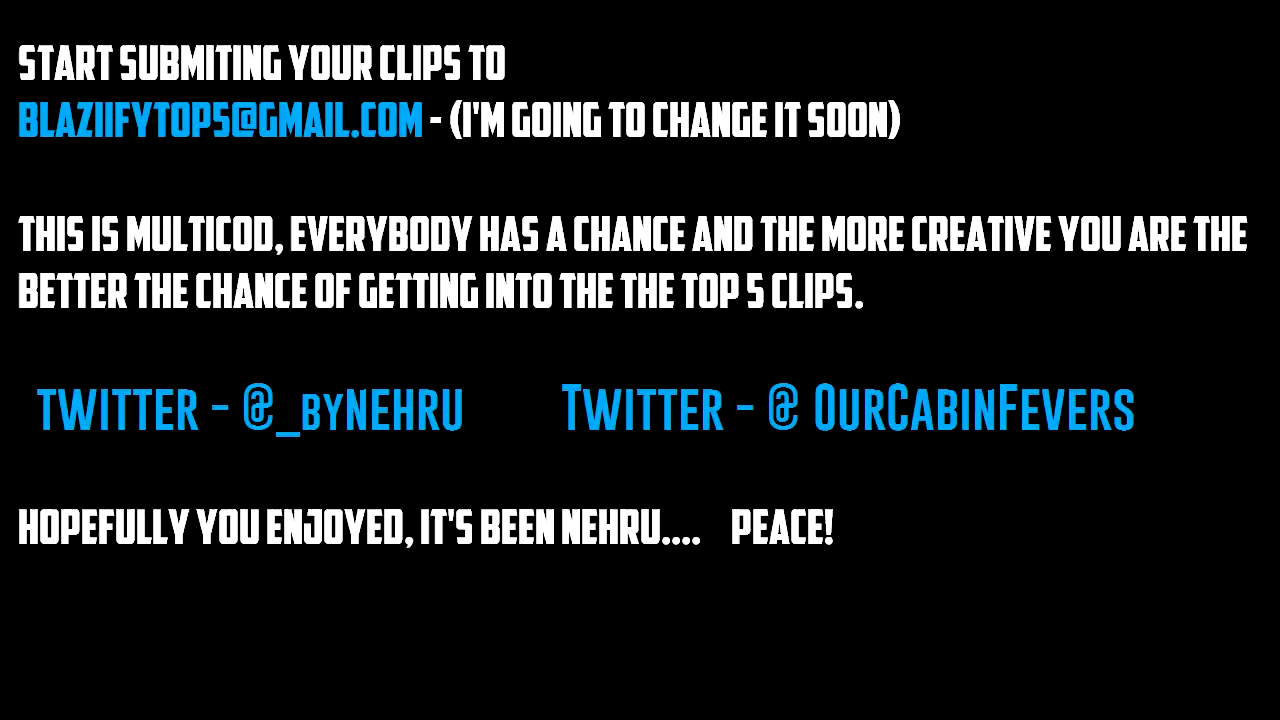 START SUBMITING YOUR CLIPS TO
BLAZIIFYTOPS@GMAIL.COM - (I'M GOING TO CHANGE IT SOON)
THIS IS MULTICOD, EVERYBODY HAS A CHANCE AND THE MORE CREATIVE YOU ARE THE
BETTER THE CHANCE OF GETTING INTO THE THE TOP 5 CLIPS.
TWITTER - @_BYNEHRU TWITTER - @ OURCABINFEVERS
HOPEFULLY YOU ENJOYED, IT'S BEEN NEHRU.... PEACE!